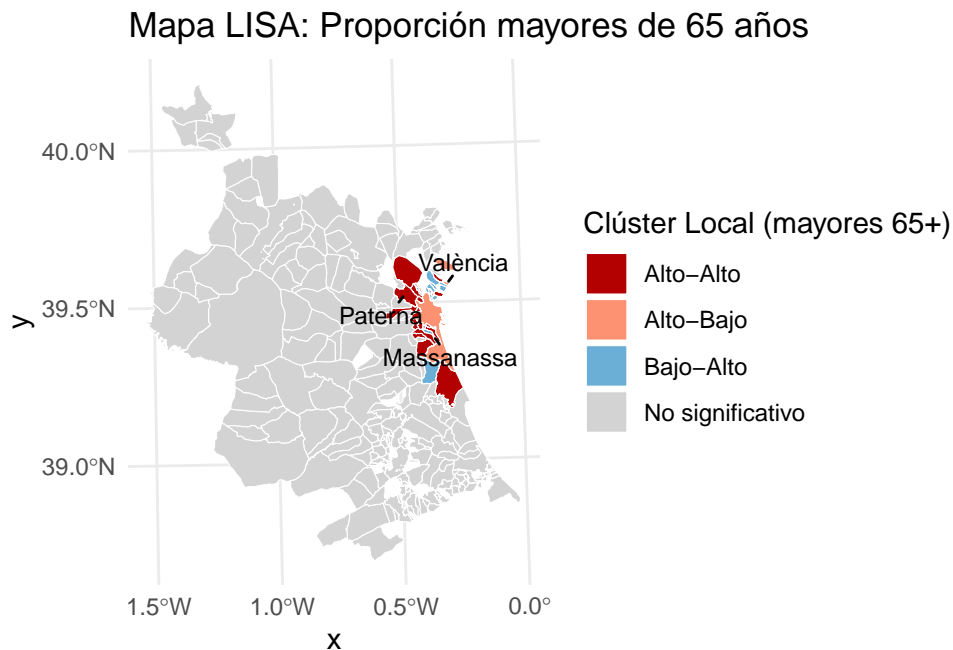 Mapa LISA: Proporción mayores de 65 años
40.0°N
39.5°N
39.0°N
y
València
Paterna
Massanassa
1.5°W
1.0°W
0.5°W
0.0°
x
Clúster Local (mayores 65+)
Alto−Alto
Alto−Bajo
Bajo−Alto
No significativo